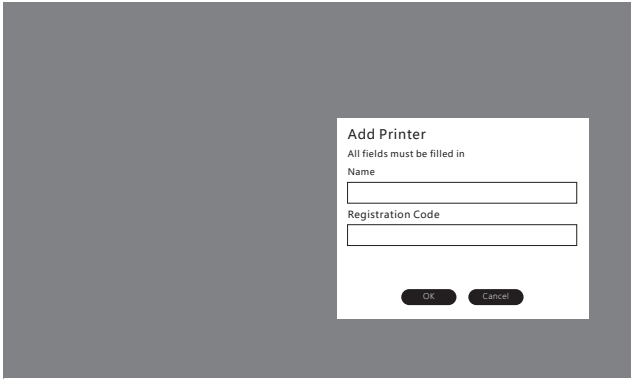 Add Printer
All fields must be filled in
Name
Registration Code
OK Cancel